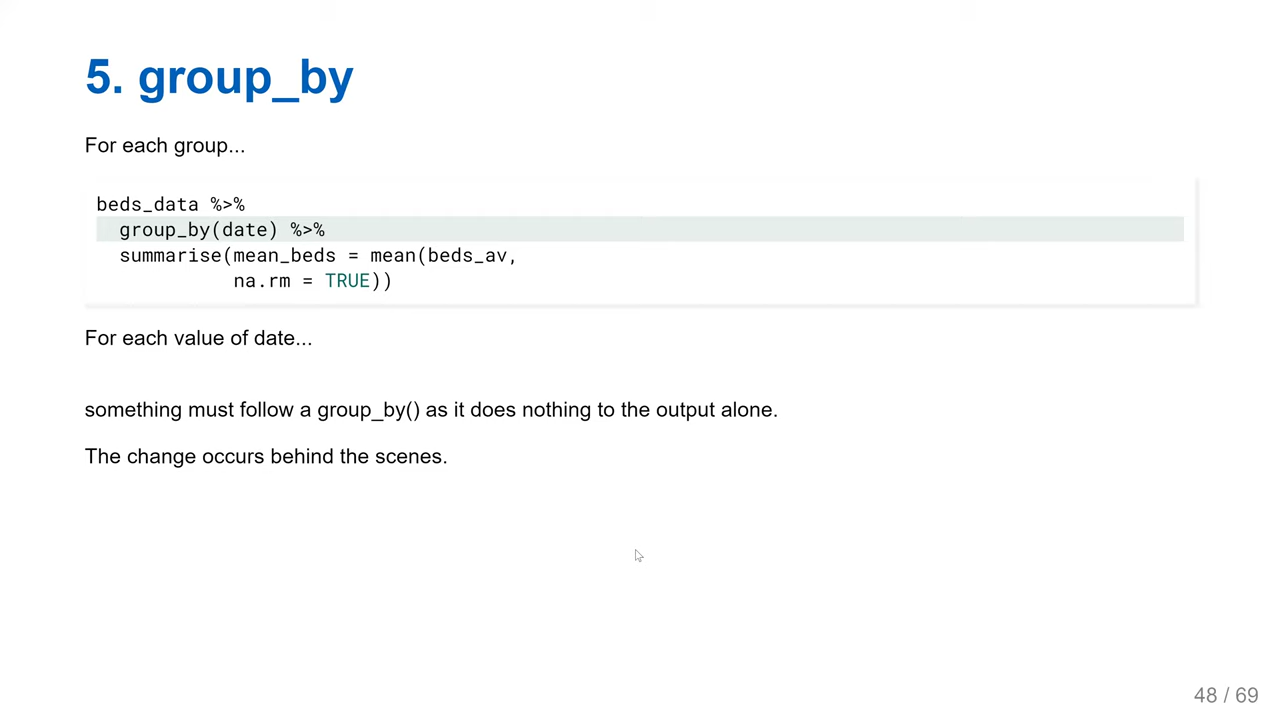 5. group_by
For each group...
beds_data %>%
  group_by(date) %>%
  summarise(mean_beds = mean(beds_av,
            na.rm = TRUE))
For each value of date...
something must follow a group_by() as it does nothing to the output alone.
The change occurs behind the scenes.
48 / 69